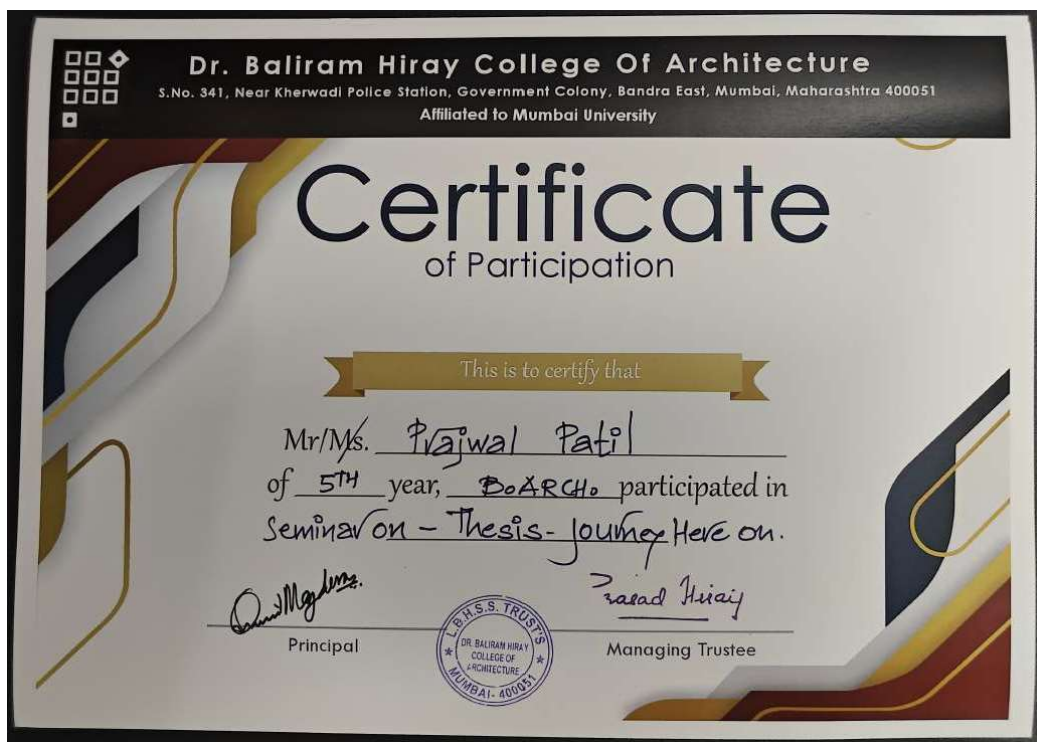 Dr. Baliram Hiray College Of Architecture
S.No. 341, Near Kherwadi Police Station, Government Colony, Bandra East, Mumbai, Maharashtra 400051
Affiliated to Mumbai University
Certificate
of Participation
This is to certify that
Mr/Ms. Prajwal Patil
of 5TH year, B.ARCH. participated in
Seminar on - Thesis - Journey Here on.
Prasad Hiray
Principal
Managing Trustee
L.B.H.S.S. TRUST'S
DR. BALIRAM HIRAY
COLLEGE OF
ARCHITECTURE
MUMBAI- 400051